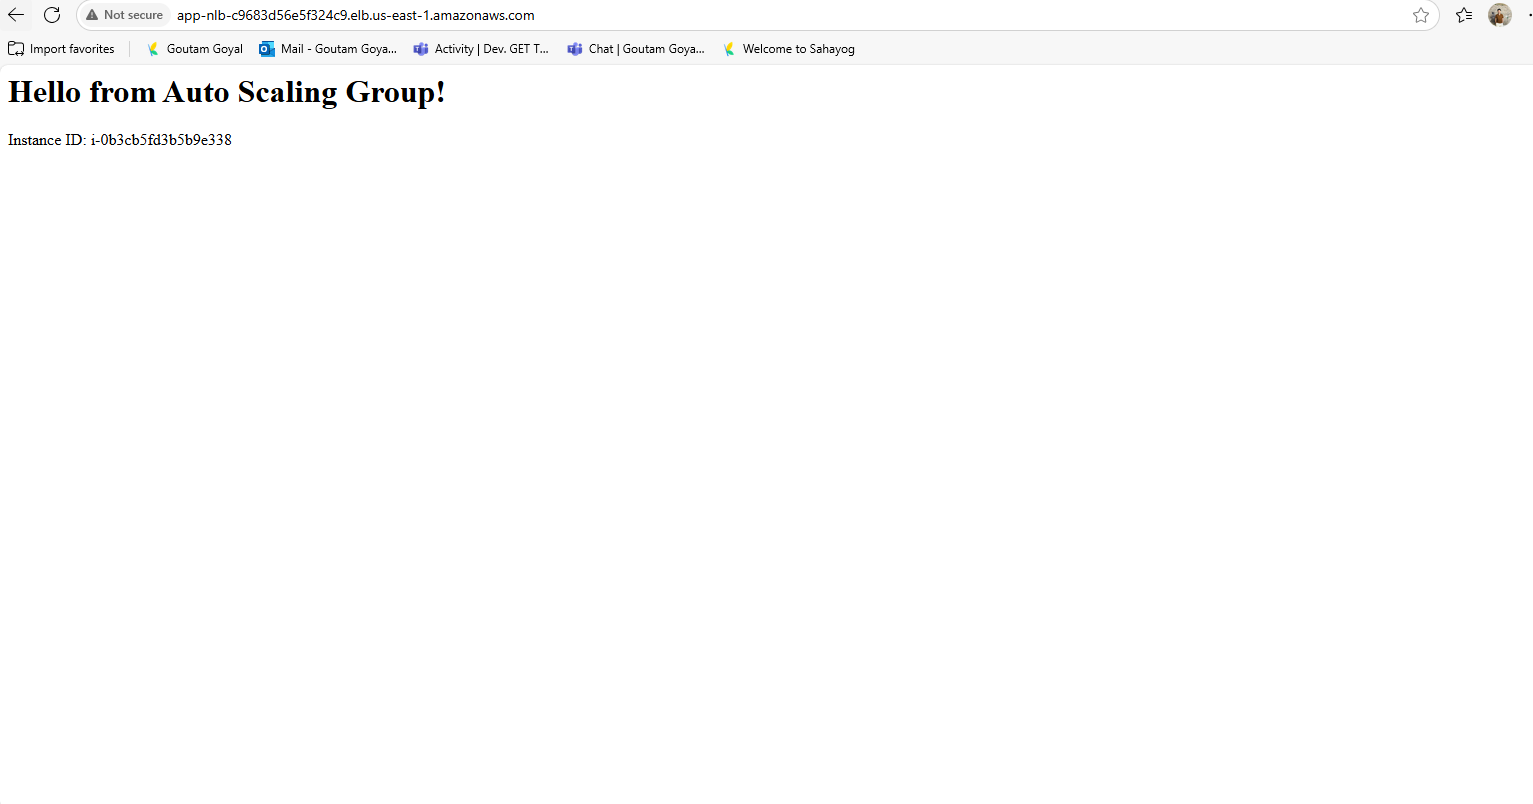 Not secure app-nlb-c9683d56e5f324c9.elb.us-east-1.amazonaws.com
Import favorites Goutam Goyal Mail - Goutam Goya... Activity | Dev. GET T... Chat | Goutam Goya... Welcome to Sahayog
Hello from Auto Scaling Group!
Instance ID: i-0b3cb5fd3b5b9e338